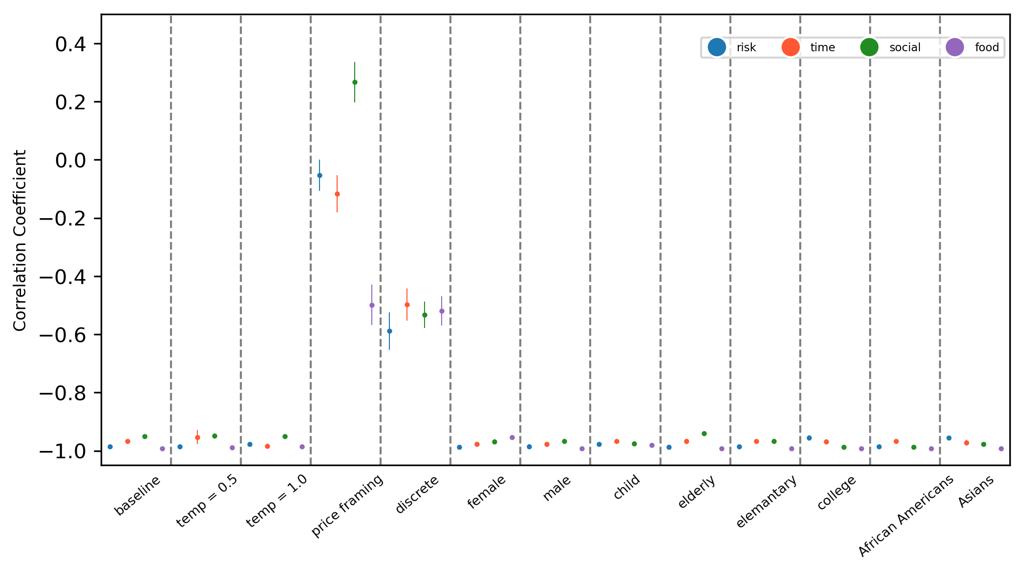 Correlation Coefficient
0.4
0.2
0.0
−0.2
−0.4
−0.6
−0.8
−1.0
risk time social food
baseline
temp = 0.5
temp = 1.0
price framing
discrete
female
male
child
elderly
elemantary
college
African Americans
Asians